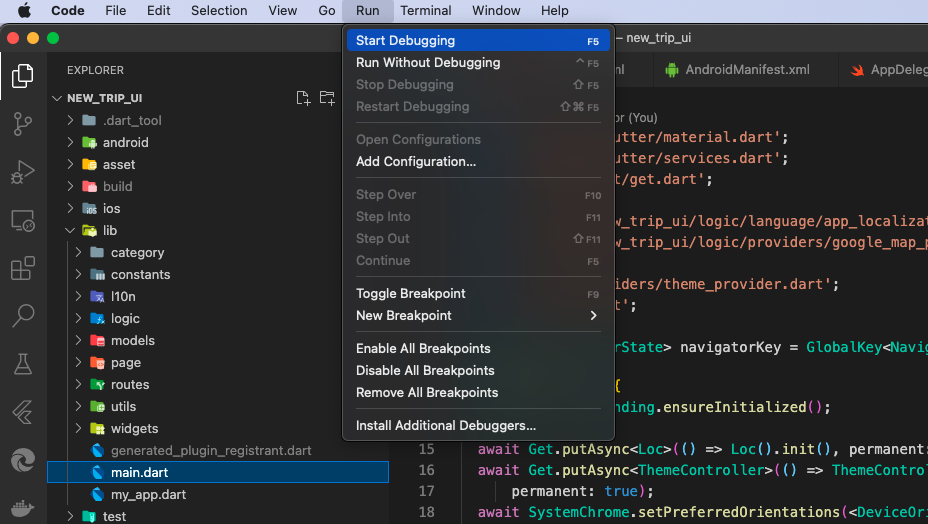 Code File Edit Selection View Go Run Terminal Window Help
— new_trip_ui
EXPLORER
NEW_TRIP_UI
.dart_tool
android
asset
build
ios
lib
category
constants
l10n
logic
models
page
routes
utils
widgets
generated_plugin_registrant.dart
main.dart
my_app.dart
test
Start Debugging F5
Run Without Debugging ^ F5
Stop Debugging ⇧ F5
Restart Debugging ⇧ ⌘ F5
Open Configurations
Add Configuration...
Step Over F10
Step Into F11
Step Out ⇧ F11
Continue F5
Toggle Breakpoint F9
New Breakpoint
Enable All Breakpoints
Disable All Breakpoints
Remove All Breakpoints
Install Additional Debuggers...
ml AndroidManifest.xml AppDeleg
or (You)
utter/material.dart';
utter/services.dart';
t/get.dart';
w_trip_ui/logic/language/app_localizat
w_trip_ui/logic/providers/google_map_p
iders/theme_provider.dart';
t';
rState> navigatorKey = GlobalKey<Navig
{
nding.ensureInitialized();
15 await Get.putAsync<Loc>(() => Loc().init(), permanent:
16 await Get.putAsync<ThemeController>(() => ThemeContro
17 permanent: true);
18 await SystemChrome.setPreferredOrientations(<DeviceOri